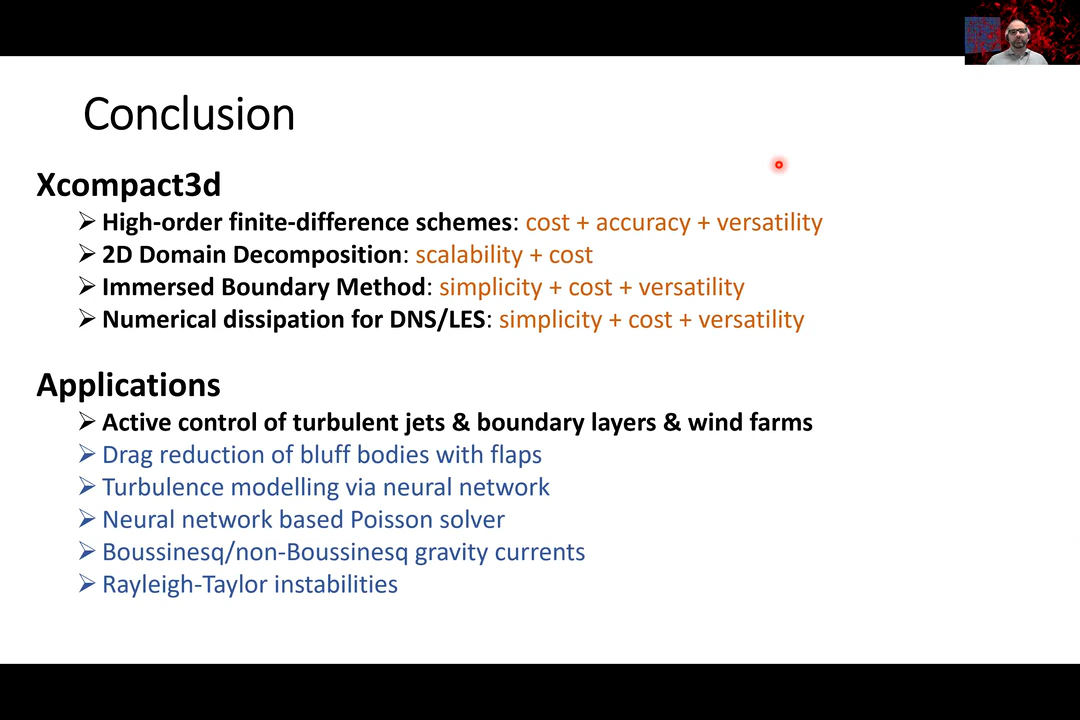 Conclusion
Xcompact3d
➢ High-order finite-difference schemes: cost + accuracy + versatility
➢ 2D Domain Decomposition: scalability + cost
➢ Immersed Boundary Method: simplicity + cost + versatility
➢ Numerical dissipation for DNS/LES: simplicity + cost + versatility
Applications
➢ Active control of turbulent jets & boundary layers & wind farms
➢ Drag reduction of bluff bodies with flaps
➢ Turbulence modelling via neural network
➢ Neural network based Poisson solver
➢ Boussinesq/non-Boussinesq gravity currents
➢ Rayleigh-Taylor instabilities